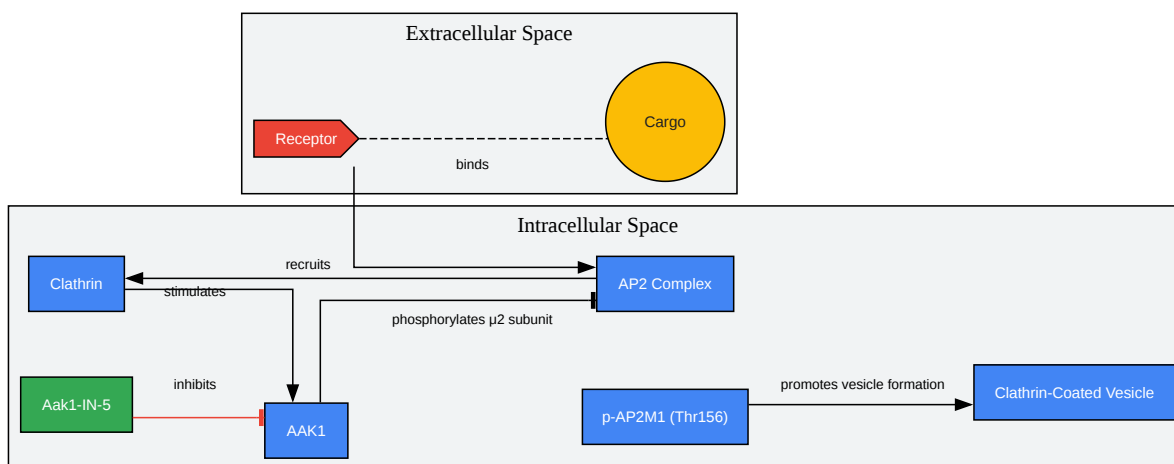 Extracellular Space
Cargo
Receptor
binds
Intracellular Space
recruits
Clathrin
AP2 Complex
stimulates
phosphorylates μ2 subunit
inhibits
promotes vesicle formation
Clathrin-Coated Vesicle
Aak1-IN-5
p-AP2M1 (Thr156)
AAK1